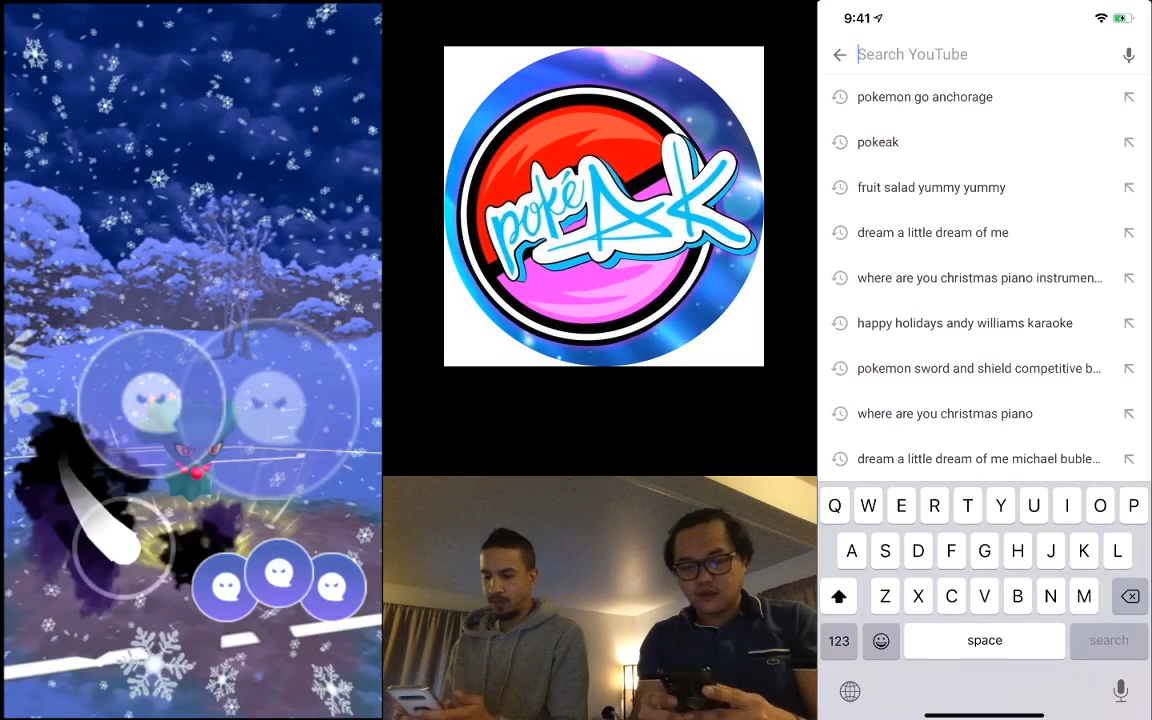 poké AK
9:41
Search YouTube
pokemon go anchorage
pokeak
fruit salad yummy yummy
dream a little dream of me
where are you christmas piano instrumen...
happy holidays andy williams karaoke
pokemon sword and shield competitive b...
where are you christmas piano
dream a little dream of me michael buble...
Q W E R T Y U I O P
A S D F G H J K L
Z X C V B N M
123 space search